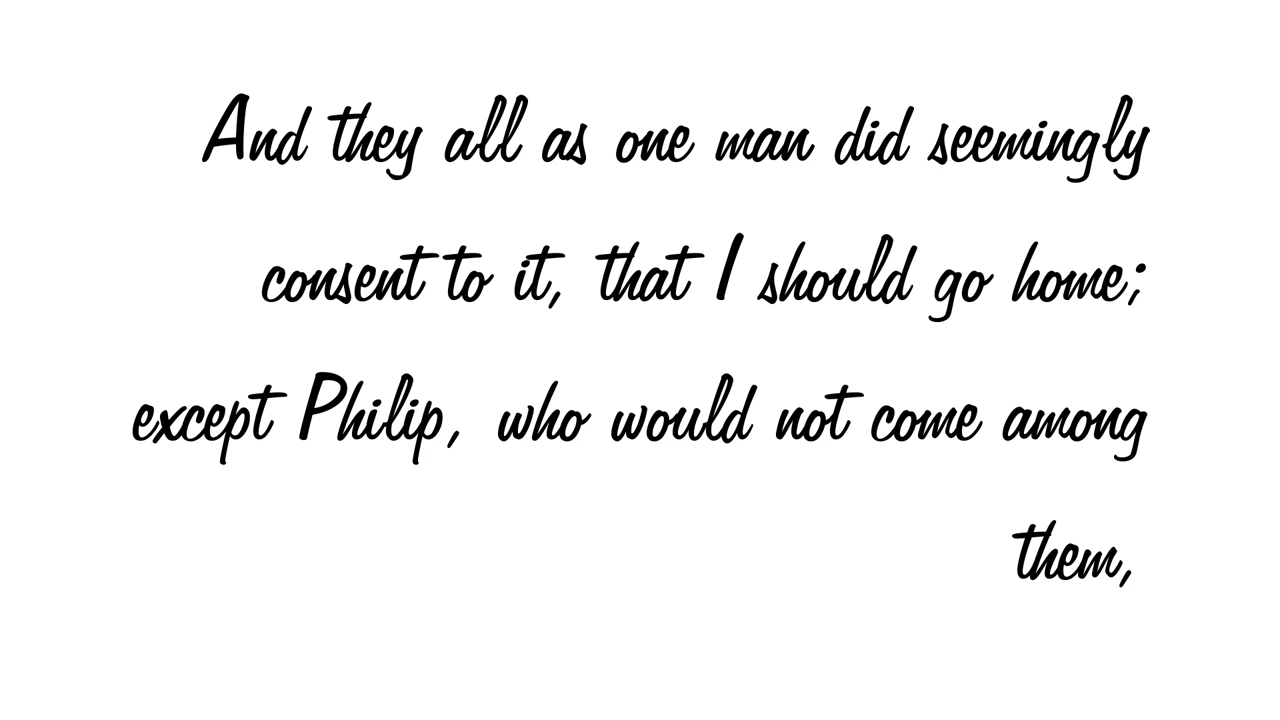 And they all as one man did seemingly
consent to it, that I should go home;
except Philip, who would not come among
them,